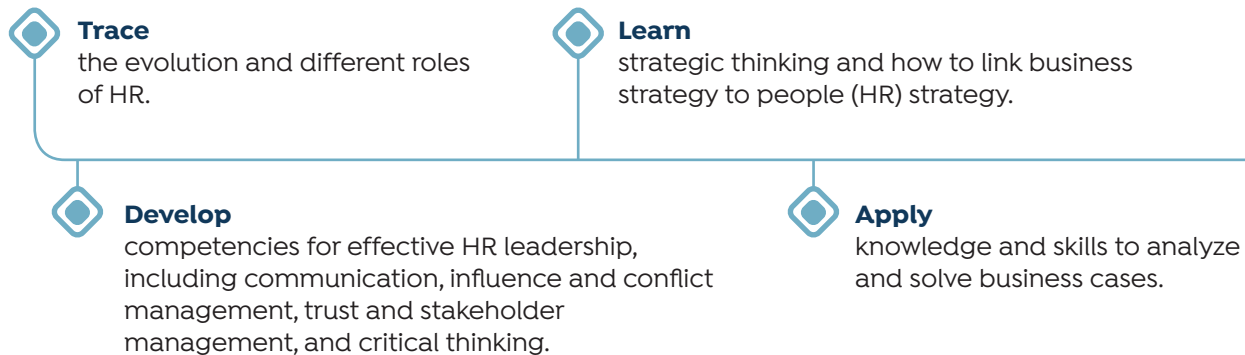 Trace
the evolution and different roles
of HR.
Learn
strategic thinking and how to link business
strategy to people (HR) strategy.
Develop
competencies for effective HR leadership,
including communication, influence and conflict
management, trust and stakeholder
management, and critical thinking.
Apply
knowledge and skills to analyze
and solve business cases.